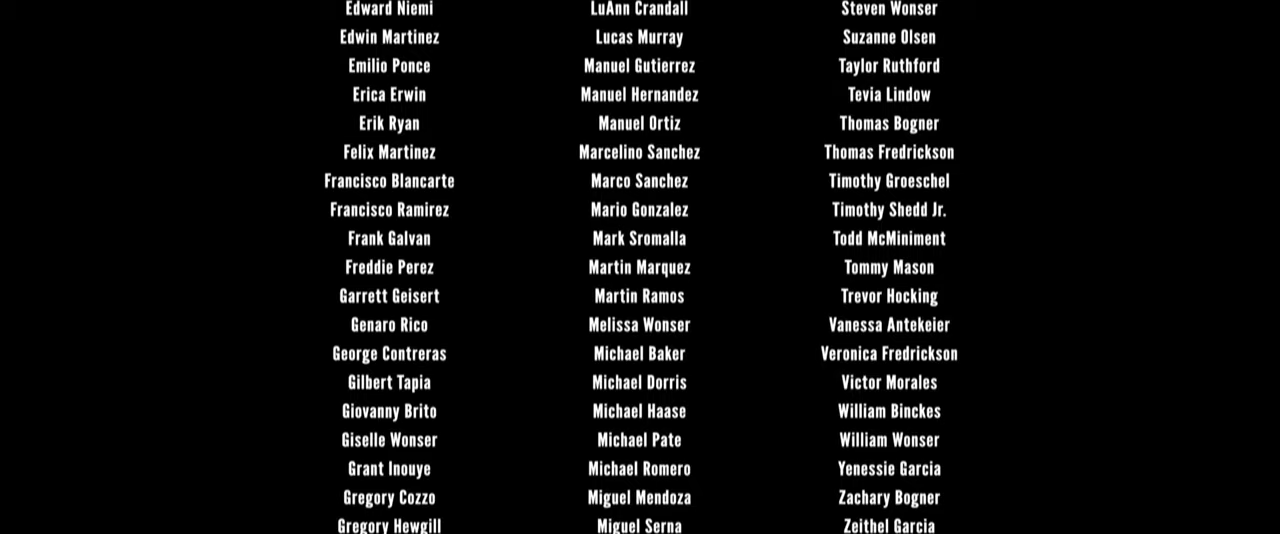 Edward Niemi
Edwin Martinez
Emilio Ponce
Erica Erwin
Erik Ryan
Felix Martinez
Francisco Blancarte
Francisco Ramirez
Frank Galvan
Freddie Perez
Garrett Geisert
Genaro Rico
George Contreras
Gilbert Tapia
Giovanny Brito
Giselle Wonser
Grant Inouye
Gregory Cozzo
Gregory Hewgill
LuAnn Crandall
Lucas Murray
Manuel Gutierrez
Manuel Hernandez
Manuel Ortiz
Marcelino Sanchez
Marco Sanchez
Mario Gonzalez
Mark Sromalla
Martin Marquez
Martin Ramos
Melissa Wonser
Michael Baker
Michael Dorris
Michael Haase
Michael Pate
Michael Romero
Miguel Mendoza
Miguel Serna
Steven Wonser
Suzanne Olsen
Taylor Ruthford
Tevia Lindow
Thomas Bogner
Thomas Fredrickson
Timothy Groeschel
Timothy Shedd Jr.
Todd McMiniment
Tommy Mason
Trevor Hocking
Vanessa Antekeier
Veronica Fredrickson
Victor Morales
William Binckes
William Wonser
Yenessie Garcia
Zachary Bogner
Zeithel Garcia